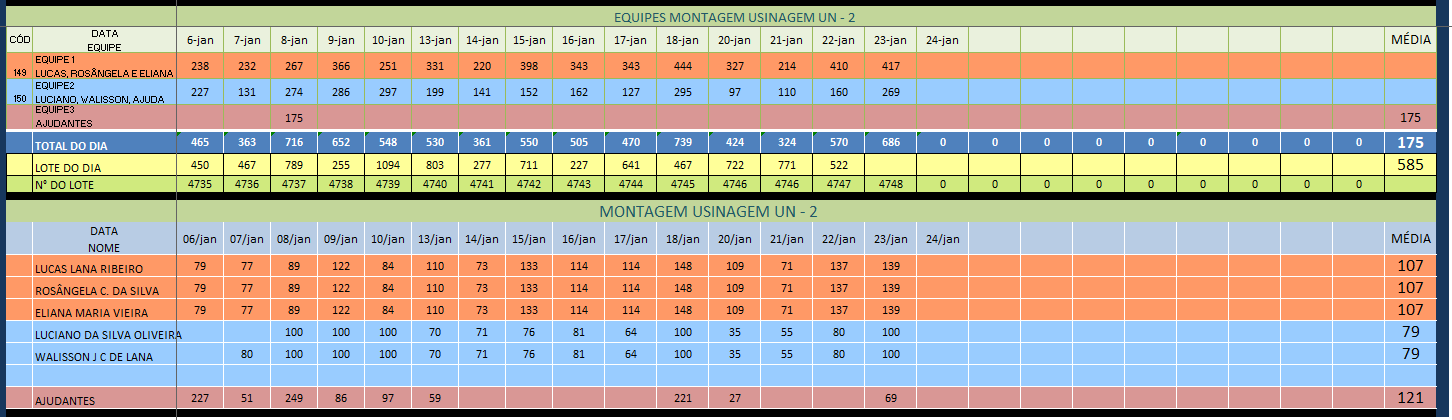 EQUIPES MONTAGEM USINAGEM UN - 2
CÓD DATA EQUIPE 6-jan 7-jan 8-jan 9-jan 10-jan 13-jan 14-jan 15-jan 16-jan 17-jan 18-jan 20-jan 21-jan 22-jan 23-jan 24-jan MÉDIA
149 EQUIPE 1 LUCAS, ROSÂNGELA E ELIANA 238 232 267 366 251 331 220 398 343 343 444 327 214 410 417
150 EQUIPE2 LUCIANO, WALISSON, AJUDA 227 131 274 286 297 199 141 152 162 127 295 97 110 160 269
EQUIPE3 AJUDANTES 175 175
TOTAL DO DIA 465 363 716 652 548 530 361 550 505 470 739 424 324 570 686 0 0 0 0 0 0 0 0 175
LOTE DO DIA 450 467 789 255 1094 803 277 711 227 641 467 722 771 522 585
N° DO LOTE 4735 4736 4737 4738 4739 4740 4741 4742 4743 4744 4745 4746 4746 4747 4748 0 0 0 0 0 0 0 0 0
MONTAGEM USINAGEM UN - 2
DATA NOME 06/jan 07/jan 08/jan 09/jan 10/jan 13/jan 14/jan 15/jan 16/jan 17/jan 18/jan 20/jan 21/jan 22/jan 23/jan 24/jan MÉDIA
LUCAS LANA RIBEIRO 79 77 89 122 84 110 73 133 114 114 148 109 71 137 139 107
ROSÂNGELA C. DA SILVA 79 77 89 122 84 110 73 133 114 114 148 109 71 137 139 107
ELIANA MARIA VIEIRA 79 77 89 122 84 110 73 133 114 114 148 109 71 137 139 107
LUCIANO DA SILVA OLIVEIRA 100 100 100 70 71 76 81 64 100 35 55 80 100 79
WALISSON J C DE LANA 80 100 100 100 70 71 76 81 64 100 35 55 80 100 79
AJUDANTES 227 51 249 86 97 59 221 27 69 121